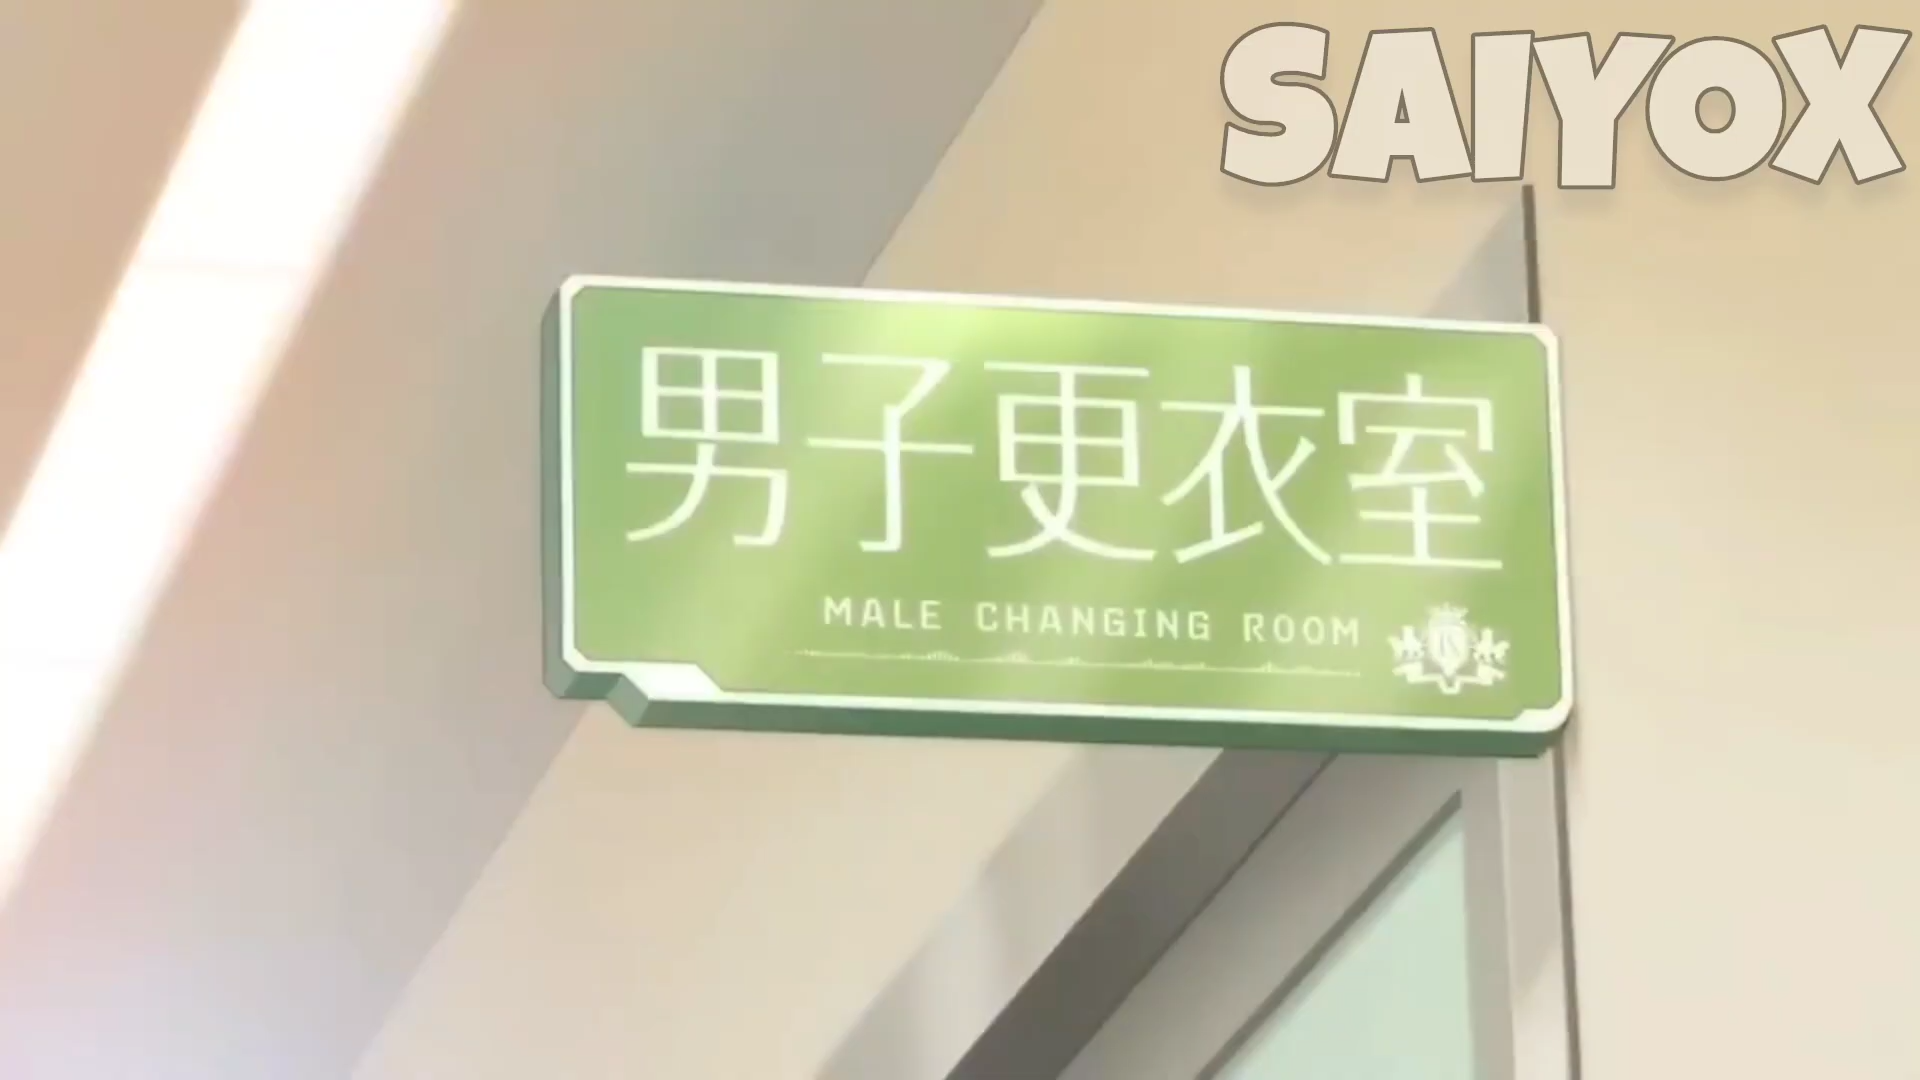 SAIYOX
男子更衣室
MALE CHANGING ROOM